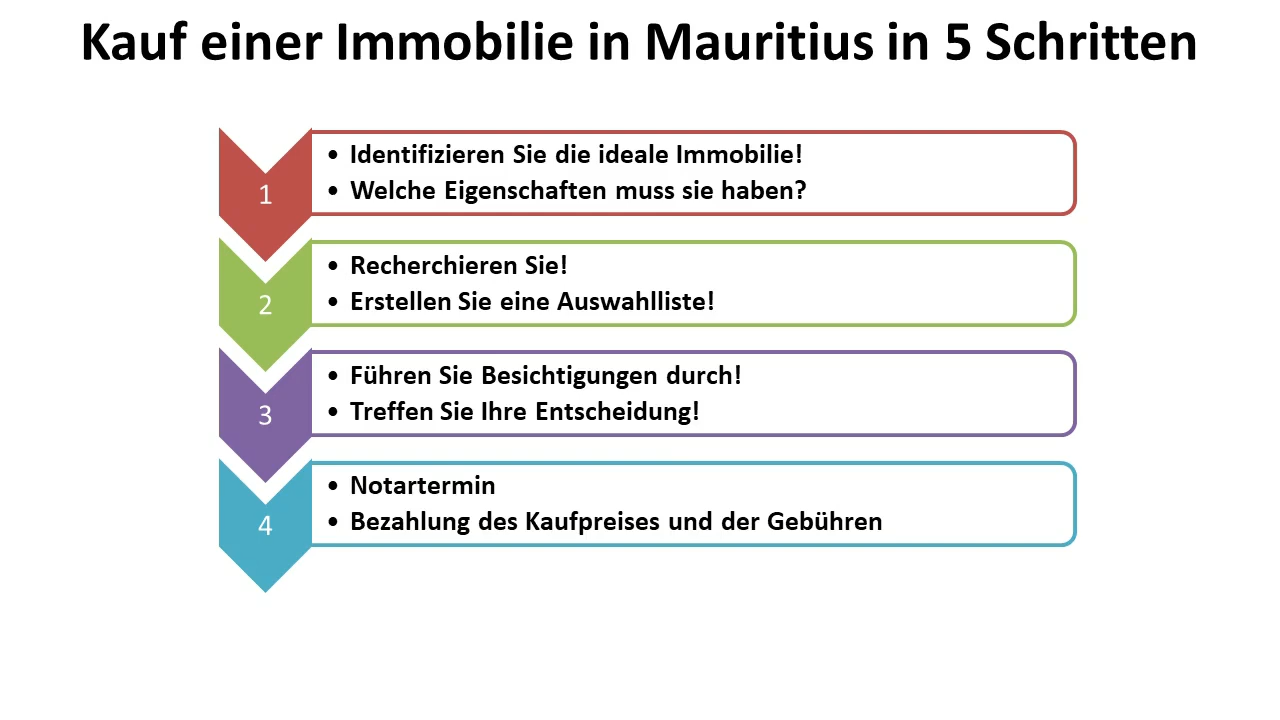 Kauf einer Immobilie in Mauritius in 5 Schritten
1
• Identifizieren Sie die ideale Immobilie!
• Welche Eigenschaften muss sie haben?
2
• Recherchieren Sie!
• Erstellen Sie eine Auswahlliste!
3
• Führen Sie Besichtigungen durch!
• Treffen Sie Ihre Entscheidung!
4
• Notartermin
• Bezahlung des Kaufpreises und der Gebühren